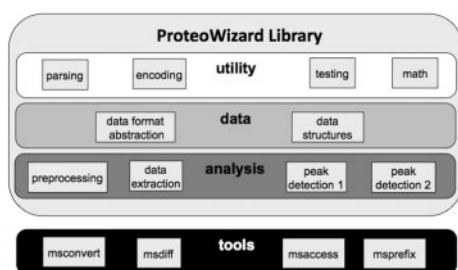 ProteoWizard Library
parsing encoding utility testing math
data format abstraction data data structures
preprocessing data extraction analysis peak detection 1 peak detection 2
tools
msconvert msdiff msaccess msprefix